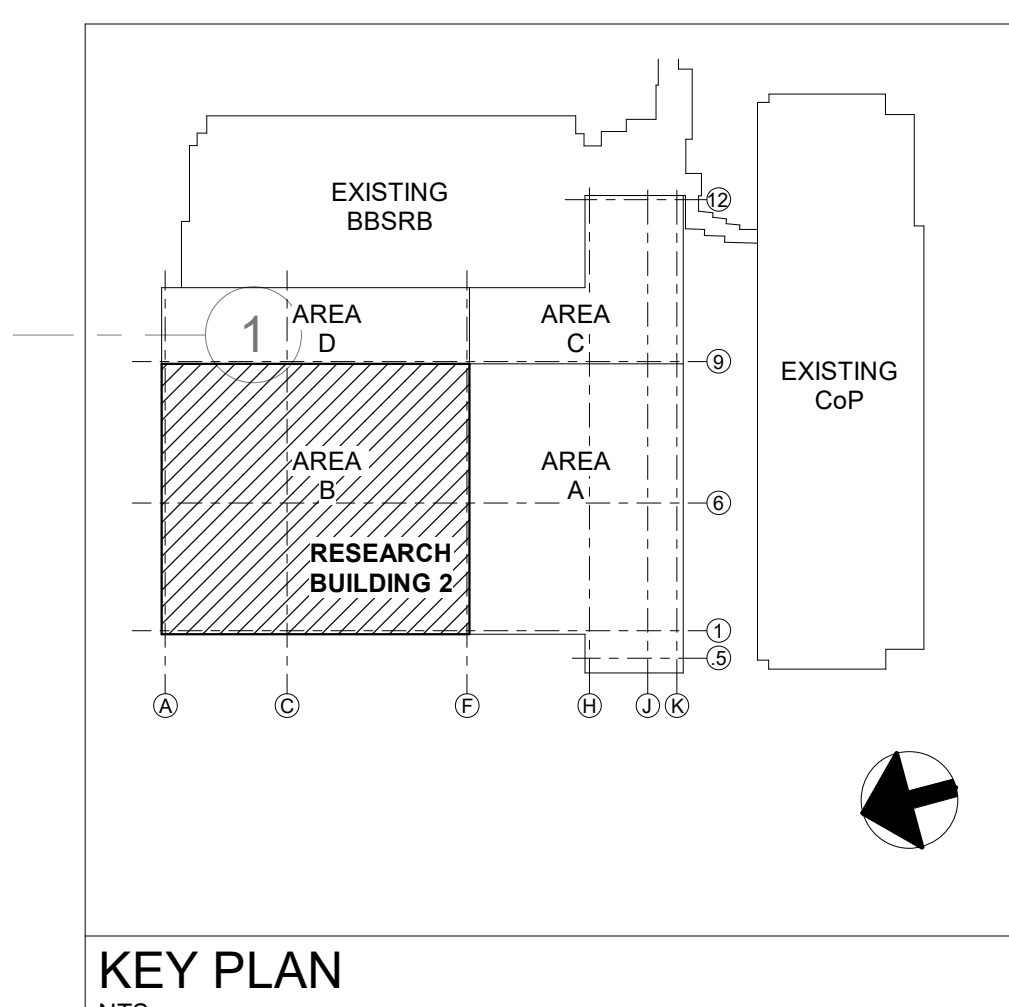 EXISTING
BBSRB
12
1
AREA
D
AREA
C
9
EXISTING
CoP
AREA
B
AREA
A
6
RESEARCH
BUILDING 2
1
.5
A
C
F
H
J
K
KEY PLAN
NTS